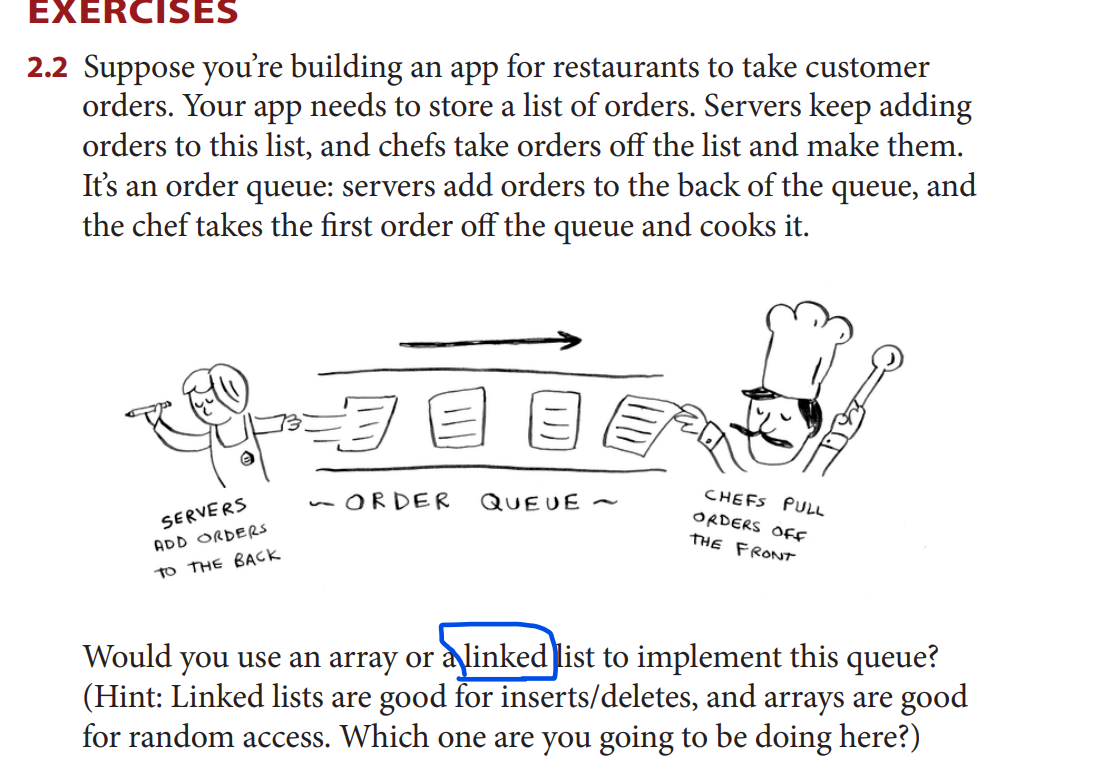 EXERCISES
2.2 Suppose you’re building an app for restaurants to take customer
orders. Your app needs to store a list of orders. Servers keep adding
orders to this list, and chefs take orders off the list and make them.
It’s an order queue: servers add orders to the back of the queue, and
the chef takes the first order off the queue and cooks it.
SERVERS
ADD ORDERS
TO THE BACK
~ ORDER QUEUE ~
CHEFS PULL
ORDERS OFF
THE FRONT
Would you use an array or a linked list to implement this queue?
(Hint: Linked lists are good for inserts/deletes, and arrays are good
for random access. Which one are you going to be doing here?)